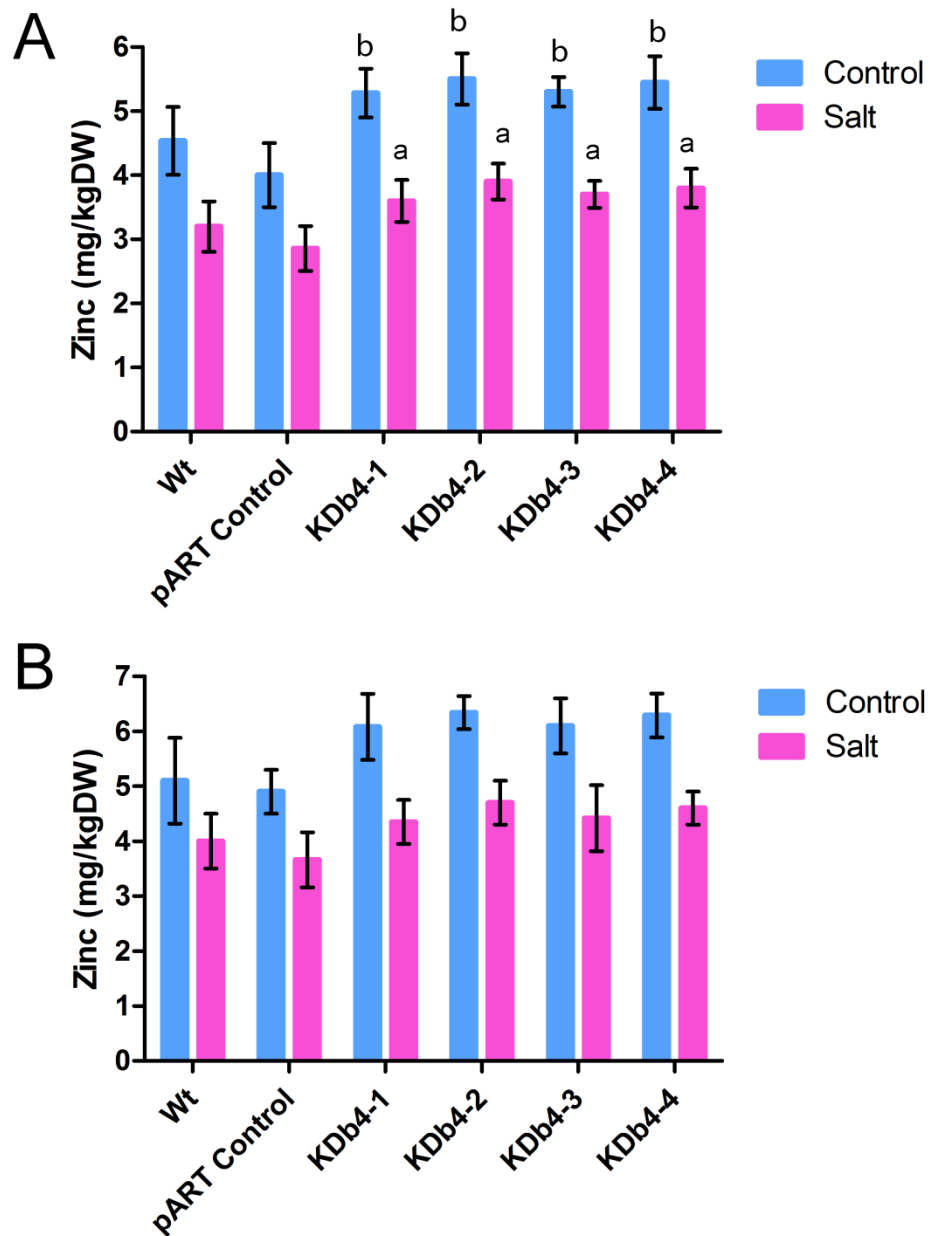 A
Zinc (mg/kgDW)
6
5
4
3
2
1
0
b
b
b
b
a
a
a
a
Control
Salt
Wt
pART Control
KDb4-1
KDb4-2
KDb4-3
KDb4-4
B
Zinc (mg/kgDW)
7
6
5
4
3
2
1
0
Control
Salt
Wt
pART Control
KDb4-1
KDb4-2
KDb4-3
KDb4-4